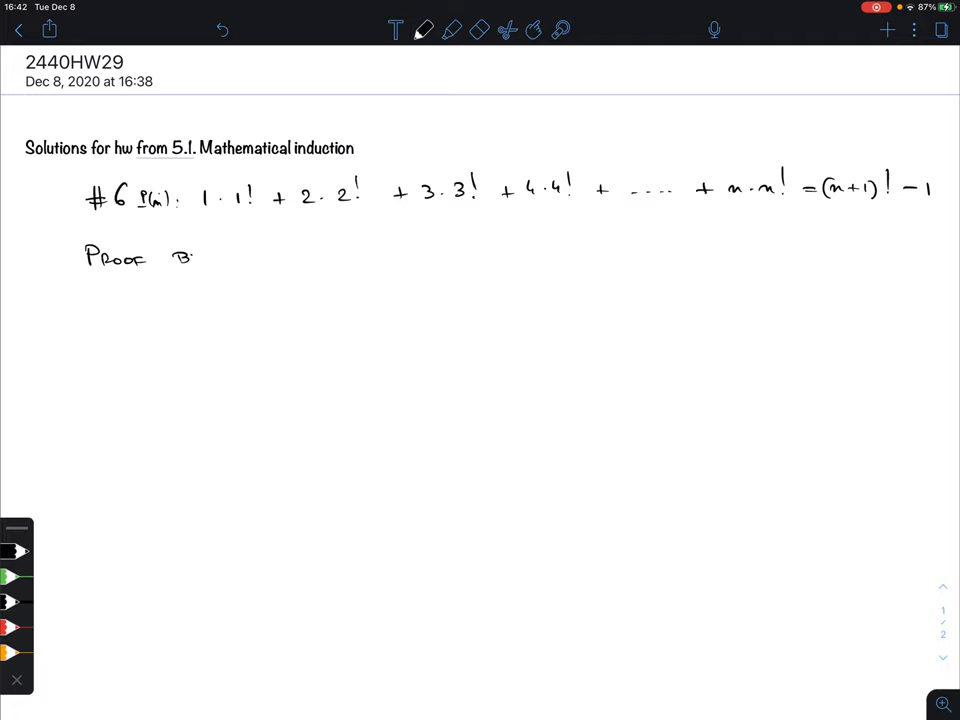 16:42 Tue Dec 8
87%
T
2440HW29
Dec 8, 2020 at 16:38
Solutions for hw from 5.1. Mathematical induction
#6 P(n): 1·1! + 2·2! + 3·3! + 4·4! + ····· + n·n! = (n+1)! - 1
PROOF B
1
/
2